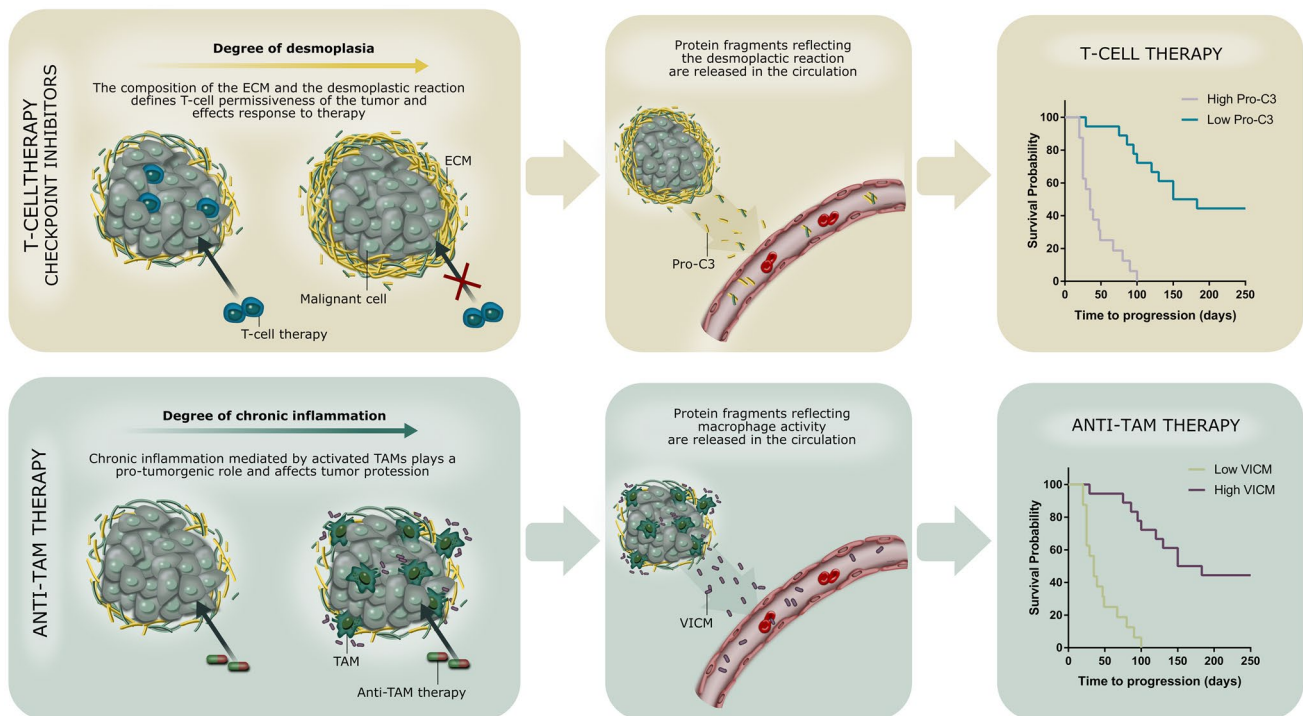 T-CELLTHERAPY
CHECKPOINT INHIBITORS
Degree of desmoplasia
The composition of the ECM and the desmoplastic reaction
defines T-cell permissiveness of the tumor and
effects response to therapy
ECM
Malignant cell
T-cell therapy
Protein fragments reflecting
the desmoplactic reaction
are released in the circulation
Pro-C3
T-CELL THERAPY
High Pro-C3
Low Pro-C3
Survival Probability
100
80
60
40
20
0
0 50 100 150 200 250
Time to progression (days)
ANTI-TAM THERAPY
Degree of chronic inflammation
Chronic inflammation mediated by activated TAMs plays a
pro-tumorgenic role and affects tumor protession
TAM
Anti-TAM therapy
Protein fragments reflecting
macrophage activity
are released in the circulation
VICM
ANTI-TAM THERAPY
Low VICM
High VICM
Survival Probability
100
80
60
40
20
0
0 50 100 150 200 250
Time to progression (days)